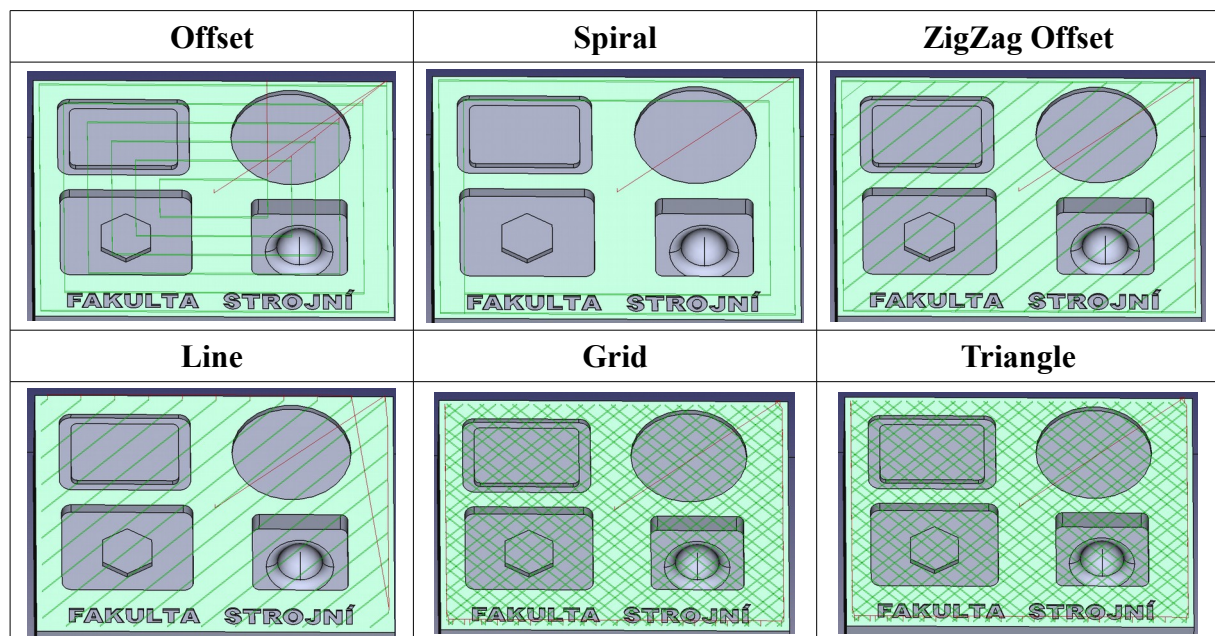 Offset Spiral ZigZag Offset
FAKULTA STROJNÍ FAKULTA STROJNÍ FAKULTA STROJNÍ
Line Grid Triangle
FAKULTA STROJNÍ FAKULTA STROJNÍ FAKULTA STROJNÍ